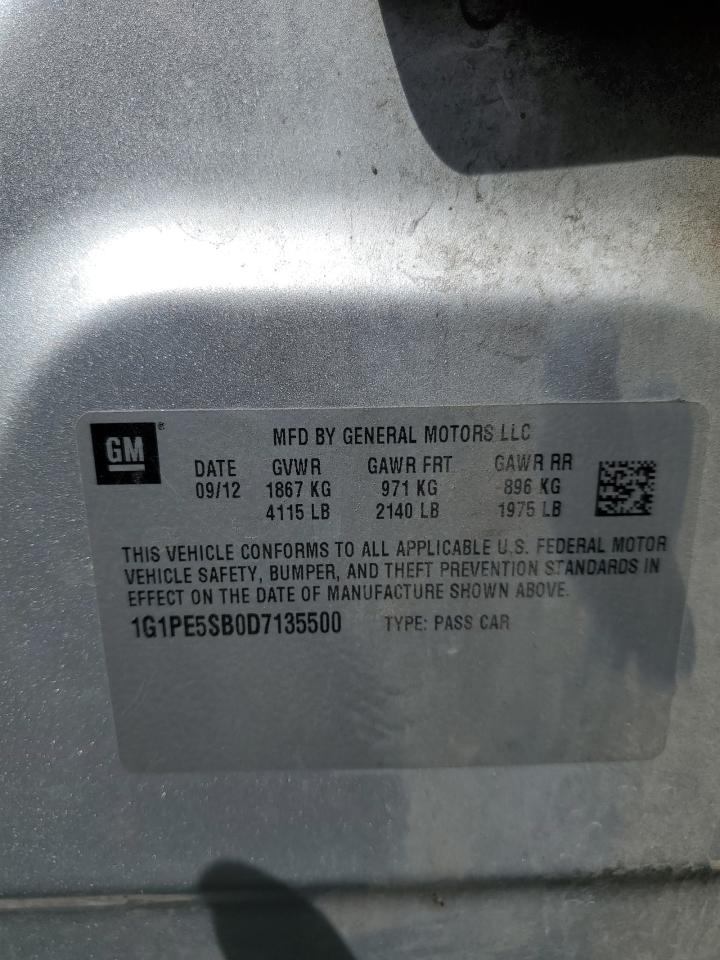 GM®
MFD BY GENERAL MOTORS LLC
DATE GVWR GAWR FRT GAWR RR
09/12 1867 KG 971 KG 896 KG
4115 LB 2140 LB 1975 LB
THIS VEHICLE CONFORMS TO ALL APPLICABLE U.S. FEDERAL MOTOR
VEHICLE SAFETY, BUMPER, AND THEFT PREVENTION STANDARDS IN
EFFECT ON THE DATE OF MANUFACTURE SHOWN ABOVE.
1G1PE5SB0D7135500 TYPE: PASS CAR